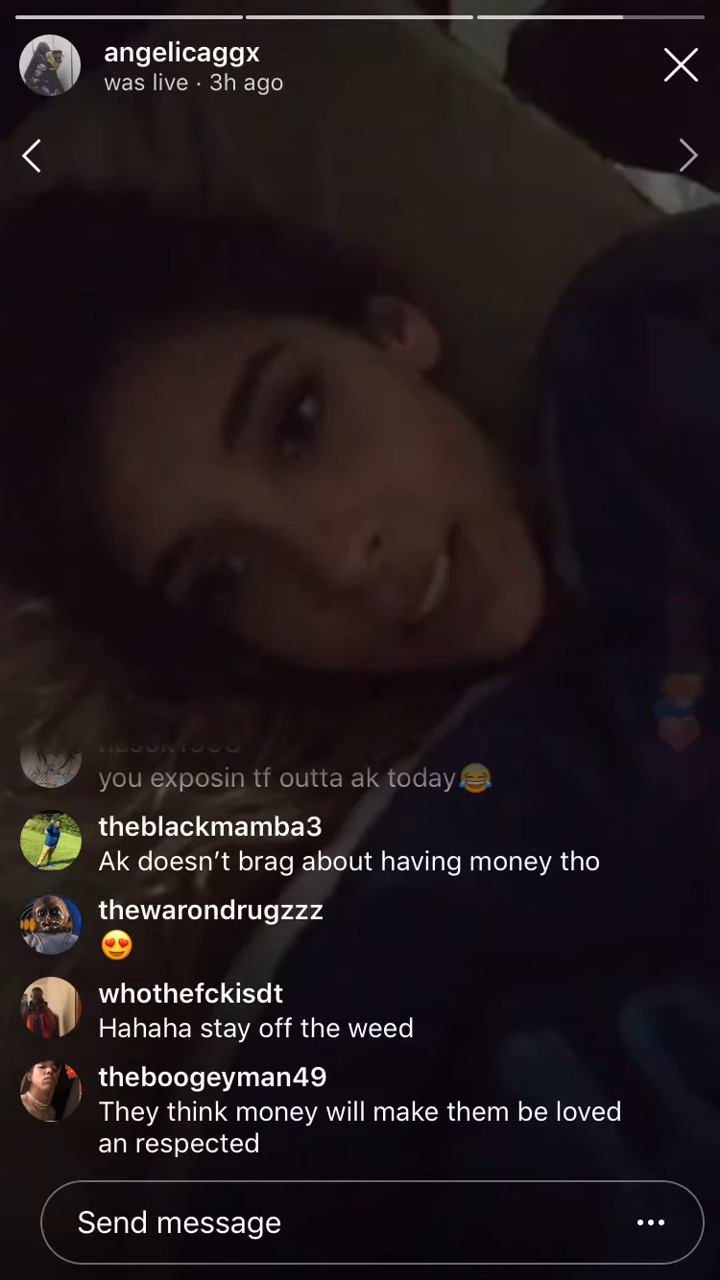 angelicaggx
was live · 3h ago
you exposin tf outta ak today😂
theblackmamba3
Ak doesn’t brag about having money tho
thewarondrugzzz
😍
whothefckisdt
Hahaha stay off the weed
theboogeyman49
They think money will make them be loved
an respected
Send message